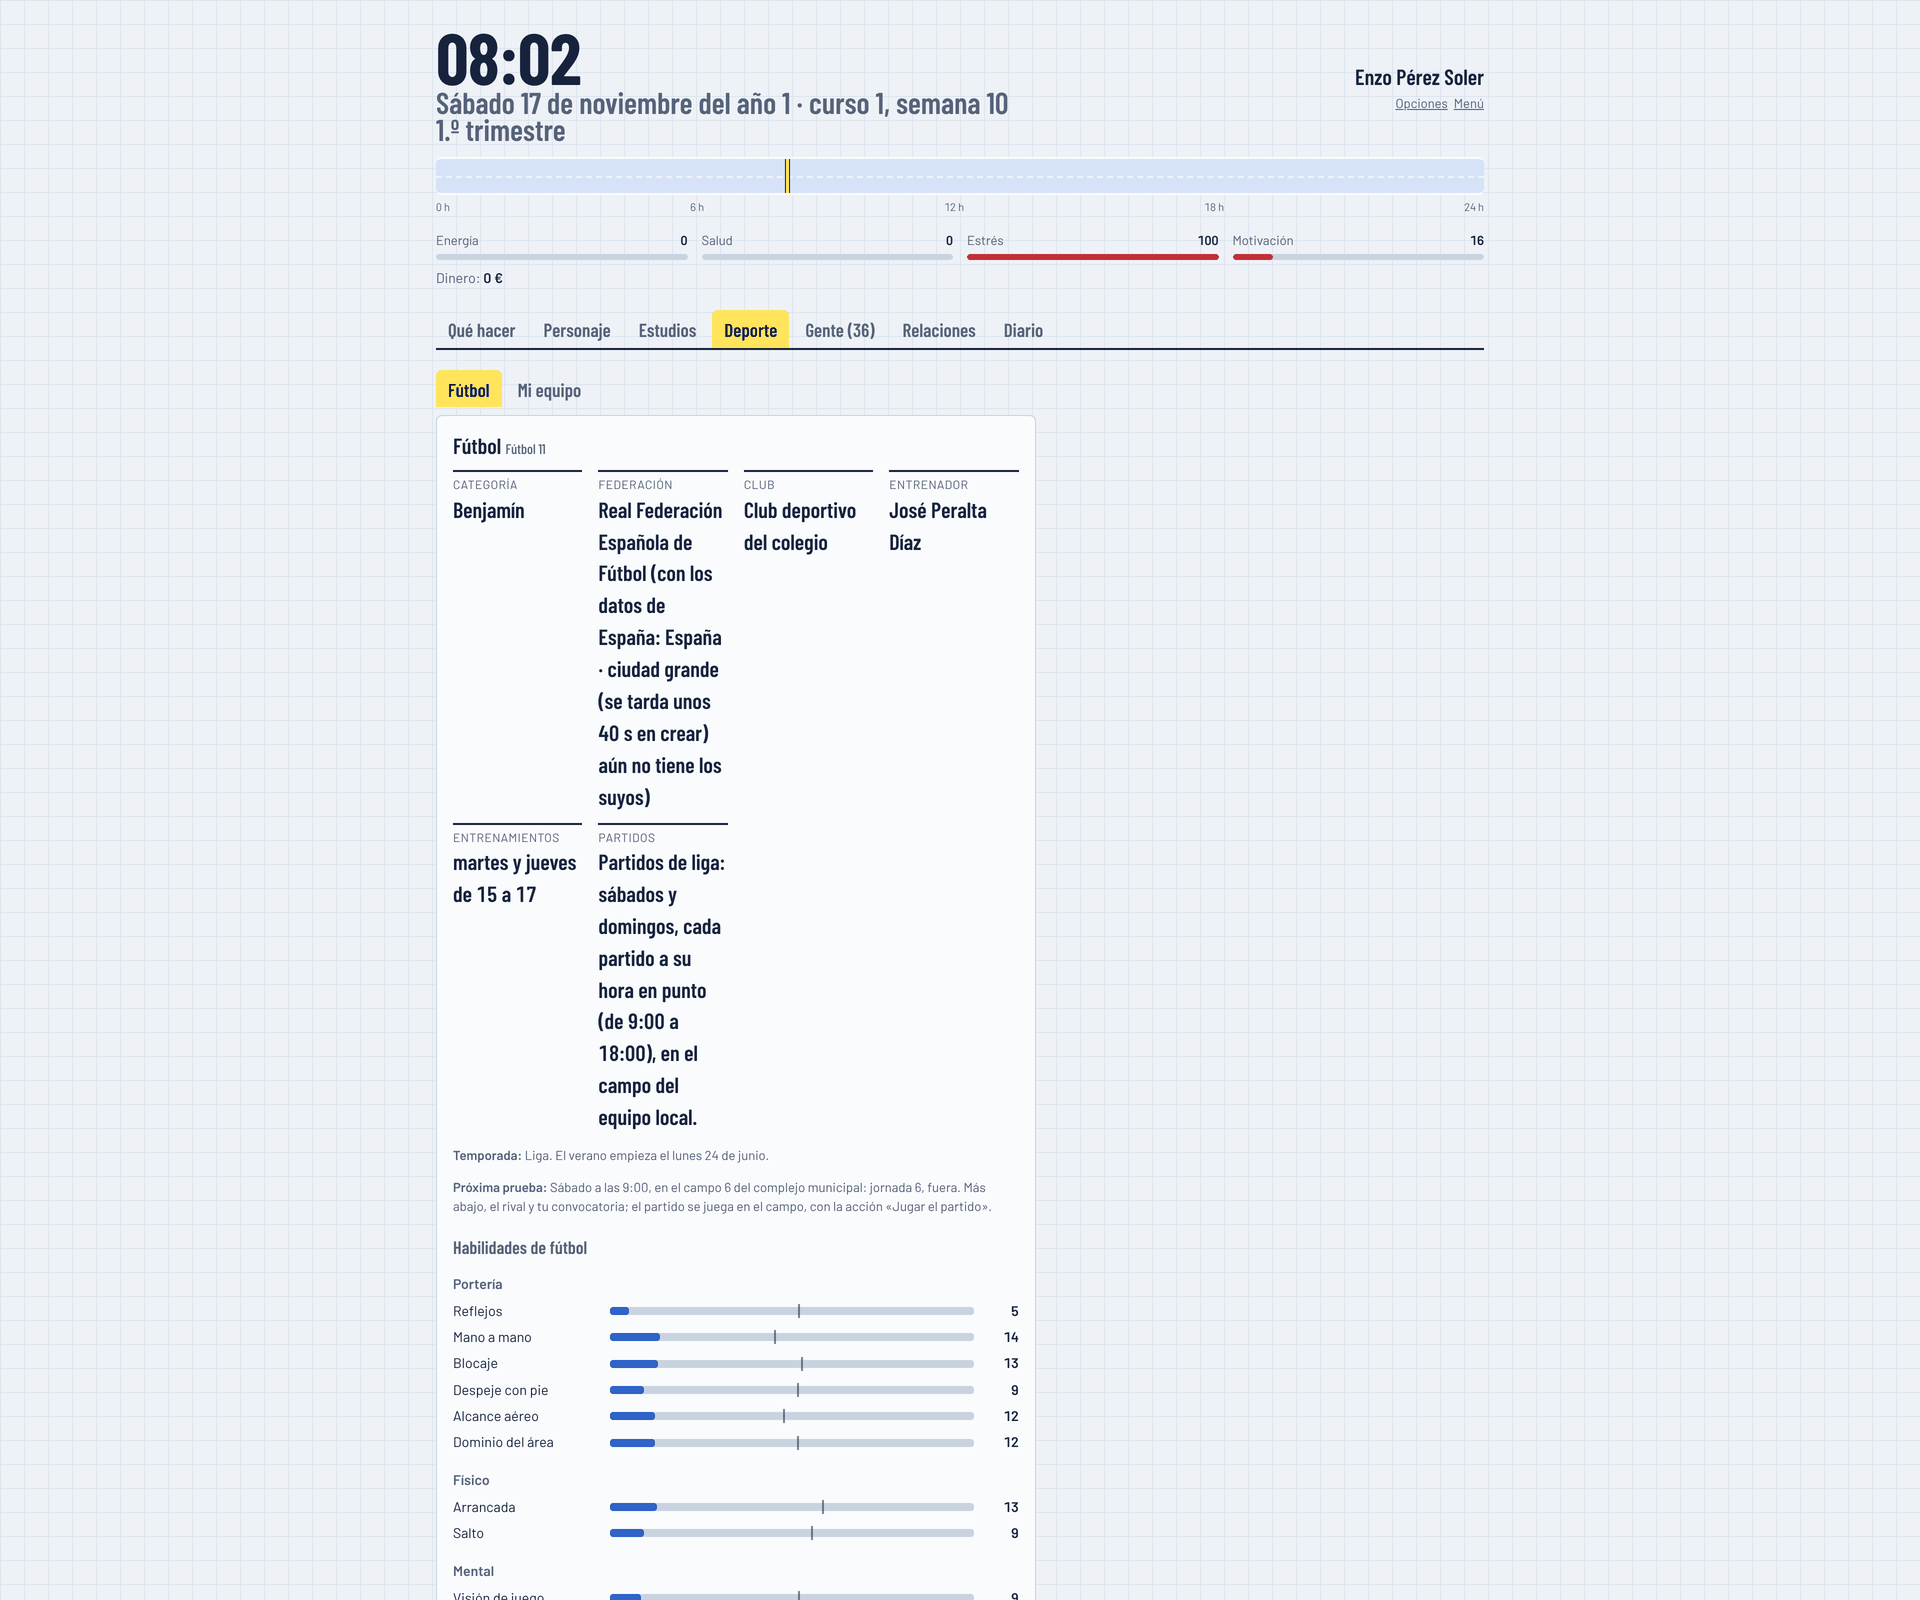 08:02
Sábado 17 de noviembre del año 1 · curso 1, semana 10
1.º trimestre
Enzo Pérez Soler
Opciones Menú
0 h 6 h 12 h 18 h 24 h
Energía 0 Salud 0 Estrés 100 Motivación 16
Dinero: 0 €
Qué hacer Personaje Estudios Deporte Gente (36) Relaciones Diario
Fútbol Mi equipo
Fútbol Fútbol 11
CATEGORÍA
Benjamín
FEDERACIÓN
Real Federación
Española de
Fútbol (con los
datos de
España: España
· ciudad grande
(se tarda unos
40 s en crear)
aún no tiene los
suyos)
CLUB
Club deportivo
del colegio
ENTRENADOR
José Peralta
Díaz
ENTRENAMIENTOS
martes y jueves
de 15 a 17
PARTIDOS
Partidos de liga:
sábados y
domingos, cada
partido a su
hora en punto
(de 9:00 a
18:00), en el
campo del
equipo local.
Temporada: Liga. El verano empieza el lunes 24 de junio.
Próxima prueba: Sábado a las 9:00, en el campo 6 del complejo municipal: jornada 6, fuera. Más
abajo, el rival y tu convocatoria; el partido se juega en el campo, con la acción «Jugar el partido».
Habilidades de fútbol
Portería
Reflejos 5
Mano a mano 14
Blocaje 13
Despeje con pie 9
Alcance aéreo 12
Dominio del área 12
Físico
Arrancada 13
Salto 9
Mental
Visión de juego 9